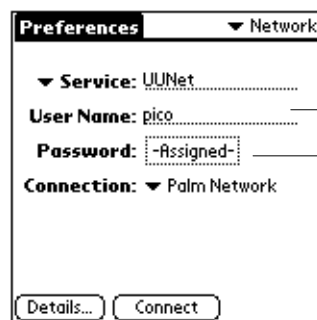 Preferences ▼ Network
▼ Service: UUNet
User Name: pico
Password: -Assigned-
Connection: ▼ Palm Network
Details... Connect